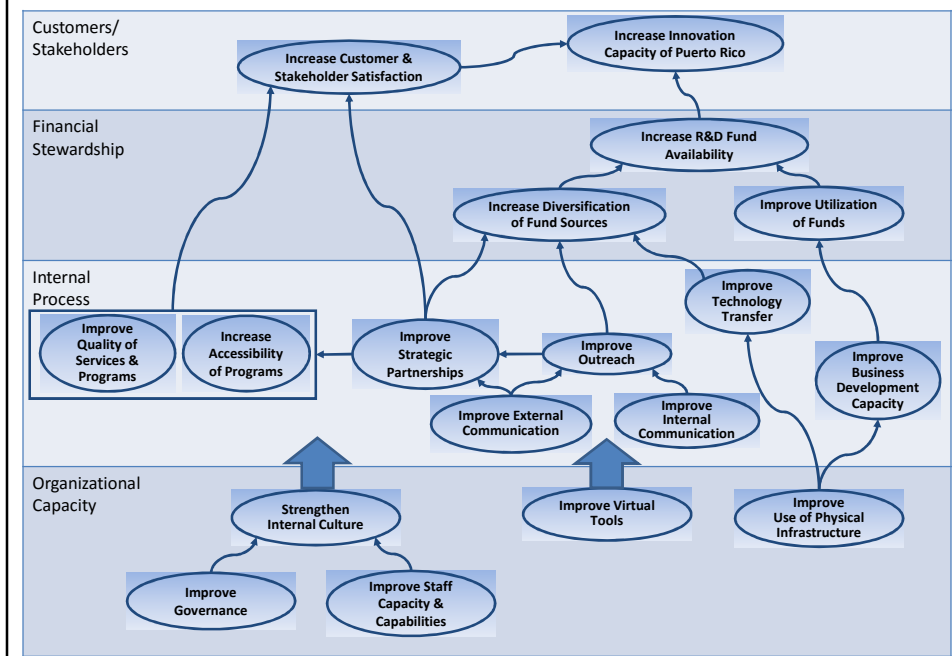 Customers/
Stakeholders
Increase Innovation
Capacity of Puerto Rico
Increase Customer &
Stakeholder Satisfaction
Financial
Stewardship
Increase R&D Fund
Availability
Increase Diversification
of Fund Sources
Improve Utilization
of Funds
Internal
Process
Improve
Technology
Transfer
Improve
Quality of
Services &
Programs
Increase
Accessibility
of Programs
Improve
Strategic
Partnerships
Improve
Outreach
Improve
Business
Development
Capacity
Improve External
Communication
Improve
Internal
Communication
Organizational
Capacity
Strengthen
Internal Culture
Improve Virtual
Tools
Improve
Use of Physical
Infrastructure
Improve
Governance
Improve Staff
Capacity &
Capabilities